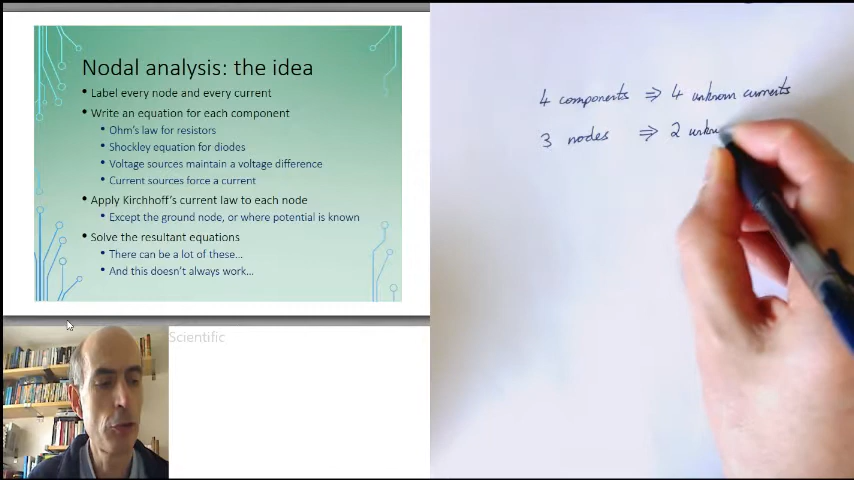 Nodal analysis: the idea
• Label every node and every current
• Write an equation for each component
• Ohm's law for resistors
• Shockley equation for diodes
• Voltage sources maintain a voltage difference
• Current sources force a current
• Apply Kirchhoff's current law to each node
• Except the ground node, or where potential is known
• Solve the resultant equations
• There can be a lot of these...
• And this doesn't always work...
Scientific
4 components ⇒ 4 unknown currents
3 nodes ⇒ 2 unkn